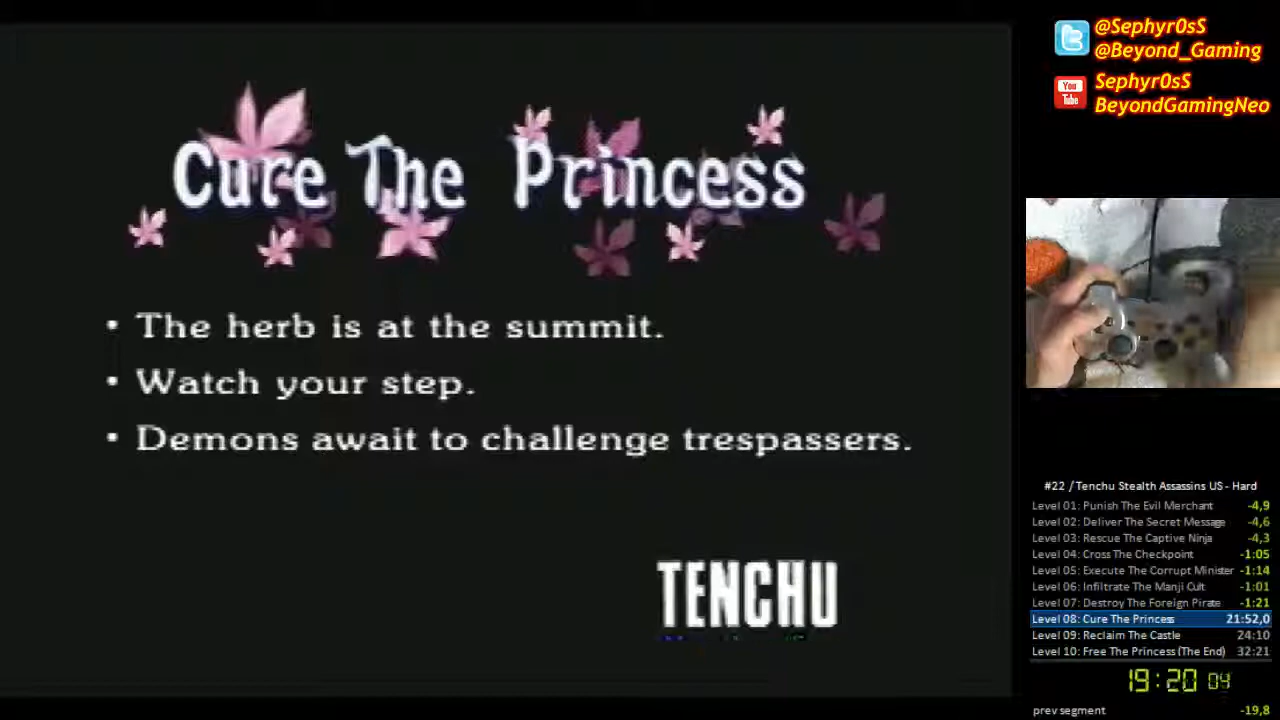 Cure The Princess
• The herb is at the summit.
• Watch your step.
• Demons await to challenge trespassers.
TENCHU
@Sephyr0sS
@Beyond_Gaming
You Tube
Sephyr0sS
BeyondGamingNeo
#22 / Tenchu Stealth Assassins US - Hard
Level 01: Punish The Evil Merchant -4,9
Level 02: Deliver The Secret Message -4,6
Level 03: Rescue The Captive Ninja -4,3
Level 04: Cross The Checkpoint -1:05
Level 05: Execute The Corrupt Minister -1:14
Level 06: Infiltrate The Manji Cult -1:01
Level 07: Destroy The Foreign Pirate -1:21
Level 08: Cure The Princess 21:52,0
Level 09: Reclaim The Castle 24:10
Level 10: Free The Princess (The End) 32:21
19:20 04
prev segment -19,8